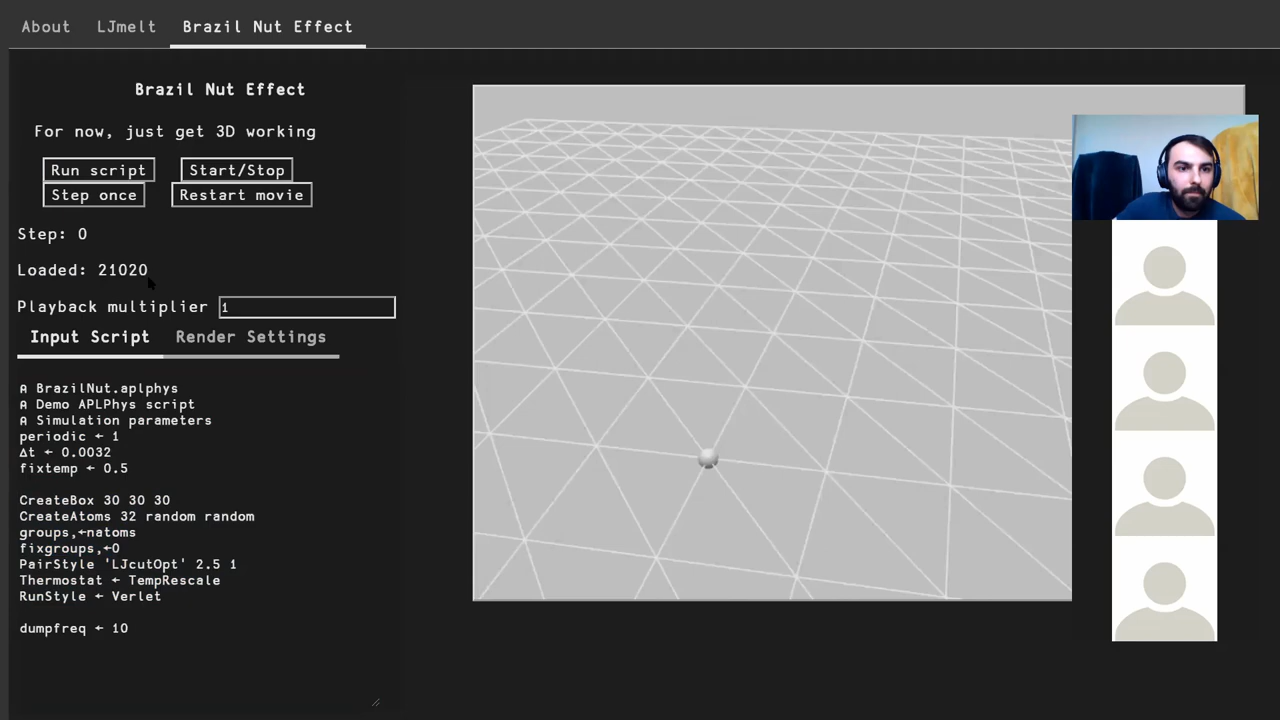 About LJmelt Brazil Nut Effect
Brazil Nut Effect
For now, just get 3D working
Run script Start/Stop
Step once Restart movie
Step: 0
Loaded: 21020
Playback multiplier 1
Input Script Render Settings
⍝ BrazilNut.aplphys
⍝ Demo APLPhys script
⍝ Simulation parameters
periodic ← 1
∆t ← 0.0032
fixtemp ← 0.5
CreateBox 30 30 30
CreateAtoms 32 random random
groups,←natoms
fixgroups,←0
PairStyle 'LJcutOpt' 2.5 1
Thermostat ← TempRescale
RunStyle ← Verlet
dumpfreq ← 10